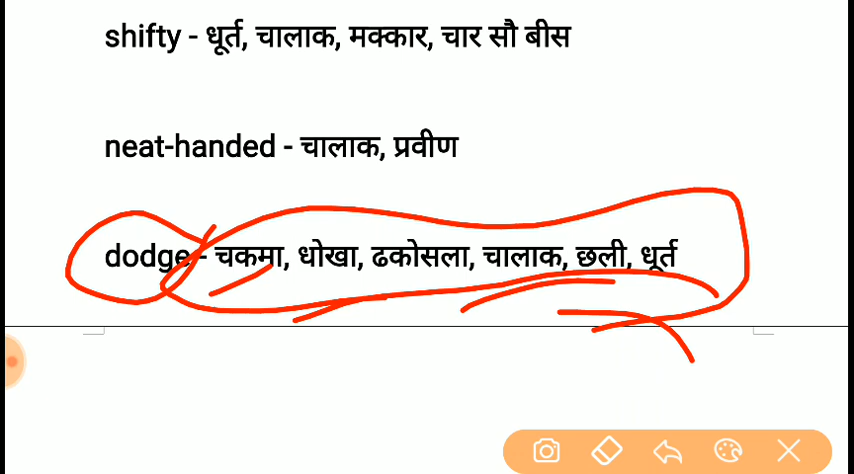 shifty - धूर्त, चालाक, मक्कार, चार सौ बीस
neat-handed - चालाक, प्रवीण
dodge - चकमा, धोखा, ढकोसला, चालाक, छली, धूर्त